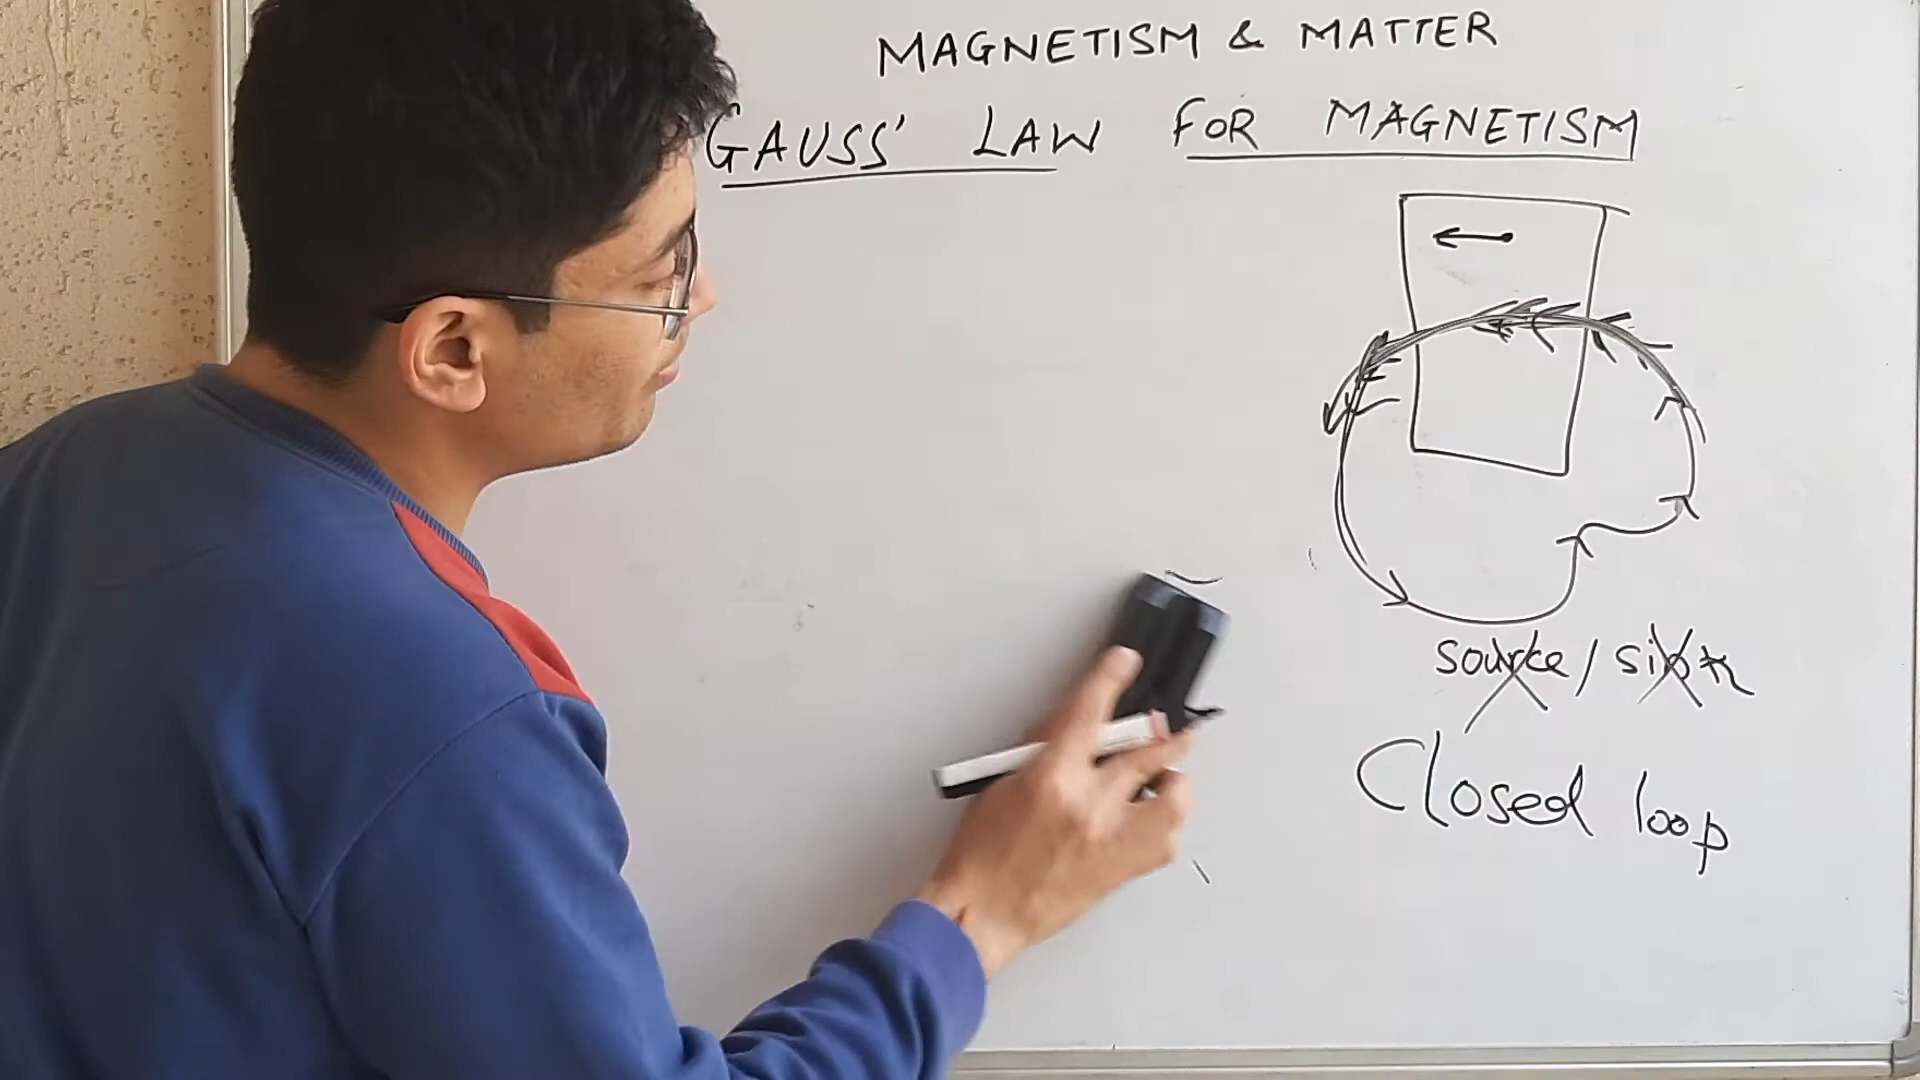 MAGNETISM & MATTER
GAUSS' LAW FOR MAGNETISM
source / sink
Closed loop